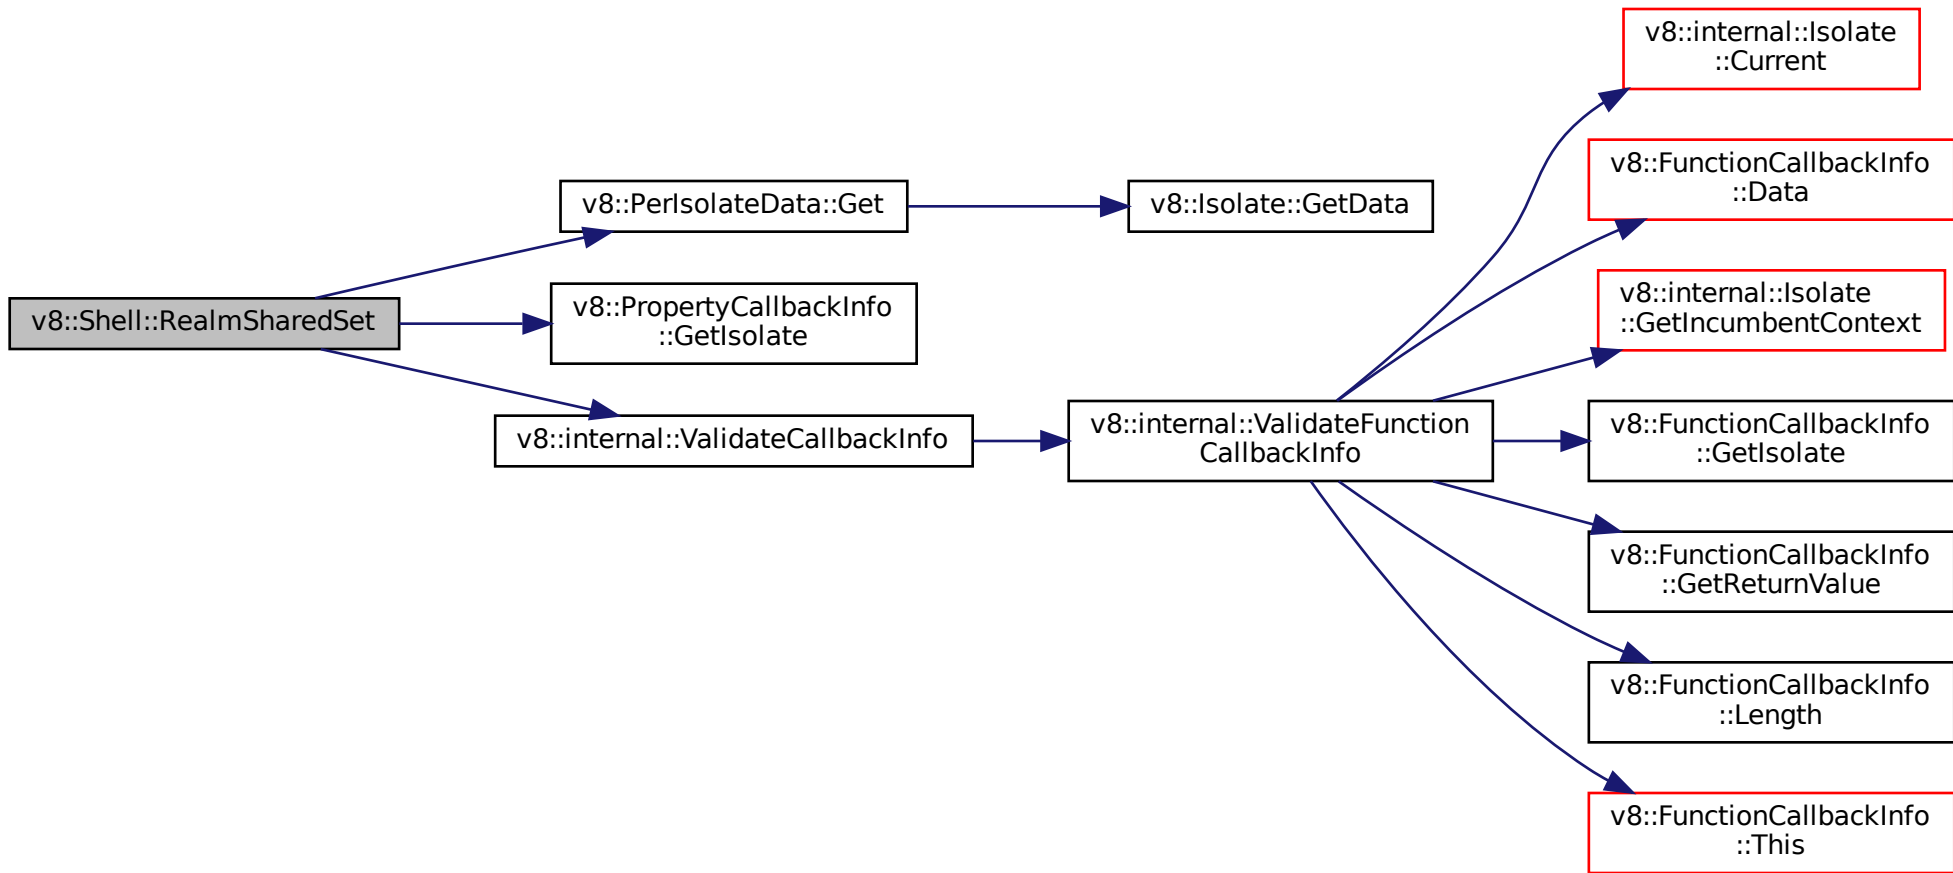 v8::Shell::RealmSharedSet
v8::PerIsolateData::Get
v8::Isolate::GetData
v8::PropertyCallbackInfo
::GetIsolate
v8::internal::ValidateCallbackInfo
v8::internal::ValidateFunction
CallbackInfo
v8::internal::Isolate
::Current
v8::FunctionCallbackInfo
::Data
v8::internal::Isolate
::GetIncumbentContext
v8::FunctionCallbackInfo
::GetIsolate
v8::FunctionCallbackInfo
::GetReturnValue
v8::FunctionCallbackInfo
::Length
v8::FunctionCallbackInfo
::This